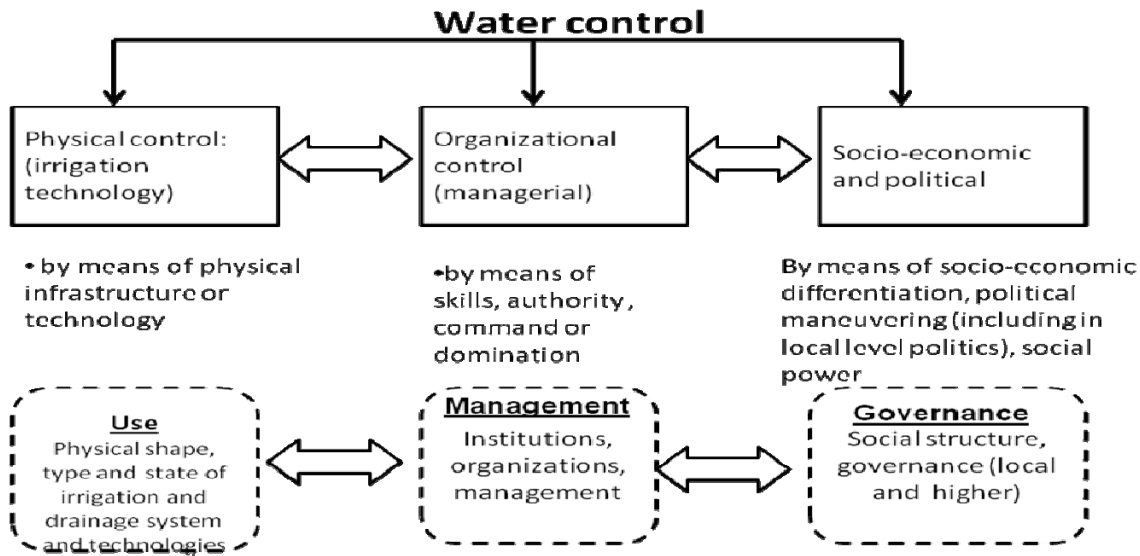 Water control
Physical control:
(irrigation
technology)
Organizational
control
(managerial)
Socio-economic
and political
• by means of physical
infrastructure or
technology
•by means of
skills, authority,
command or
domination
By means of socio-economic
differentiation, political
maneuvering (including in
local level politics), social
power
Use
Physical shape,
type and state of
irrigation and
drainage system
and technologies
Management
Institutions,
organizations,
management
Governance
Social structure,
governance (local
and higher)